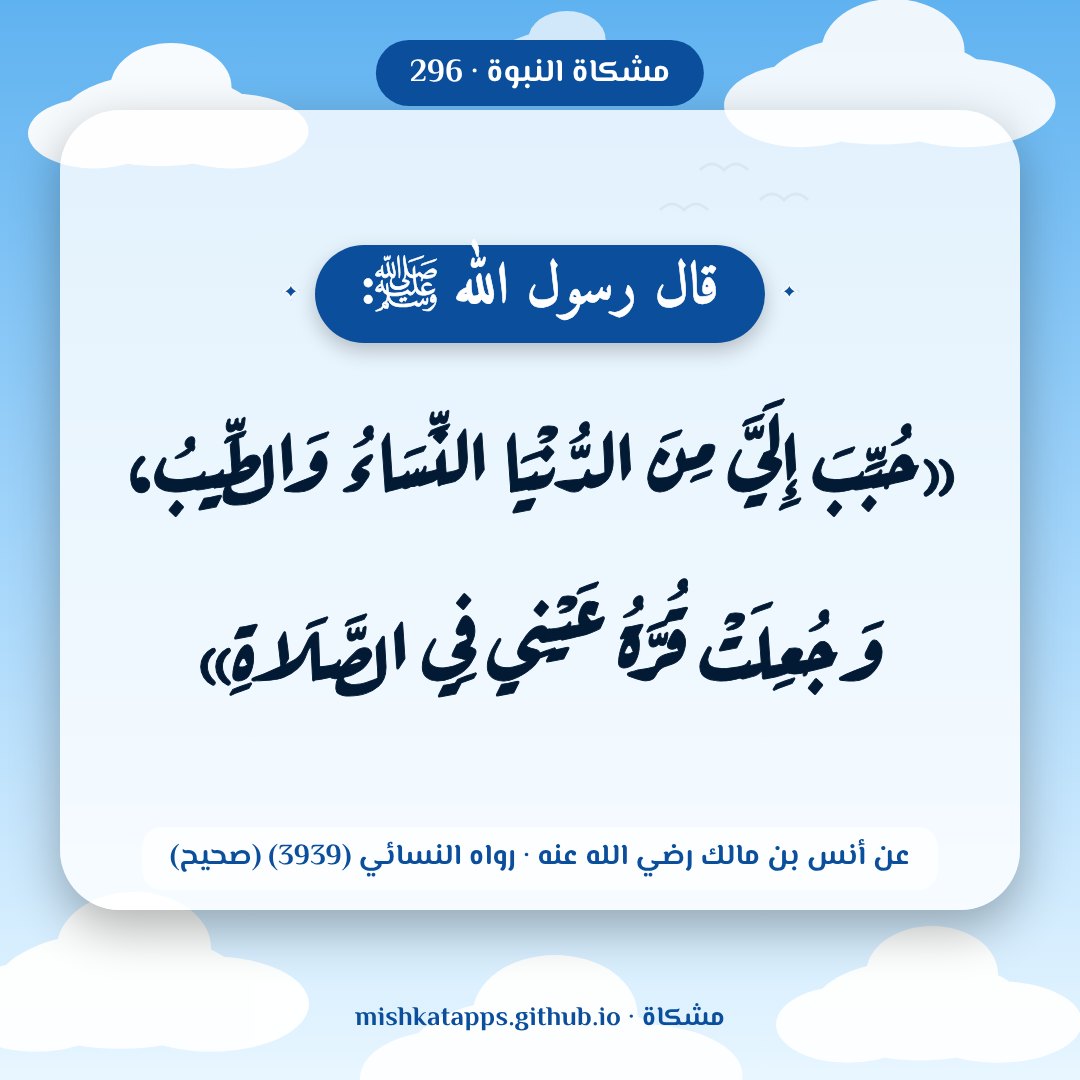 مشكاة النبوة · 296
قال رسول الله ﷺ:
«حُبِّبَ إِلَيَّ مِنَ الدُّنْيَا النِّسَاءُ وَالطِّيبُ،
وَجُعِلَتْ قُرَّةُ عَيْنِي فِي الصَّلَاةِ»
عن أنس بن مالك رضي الله عنه · رواه النسائي (3939) (صحيح)
مشكاة · mishkatapps.github.io